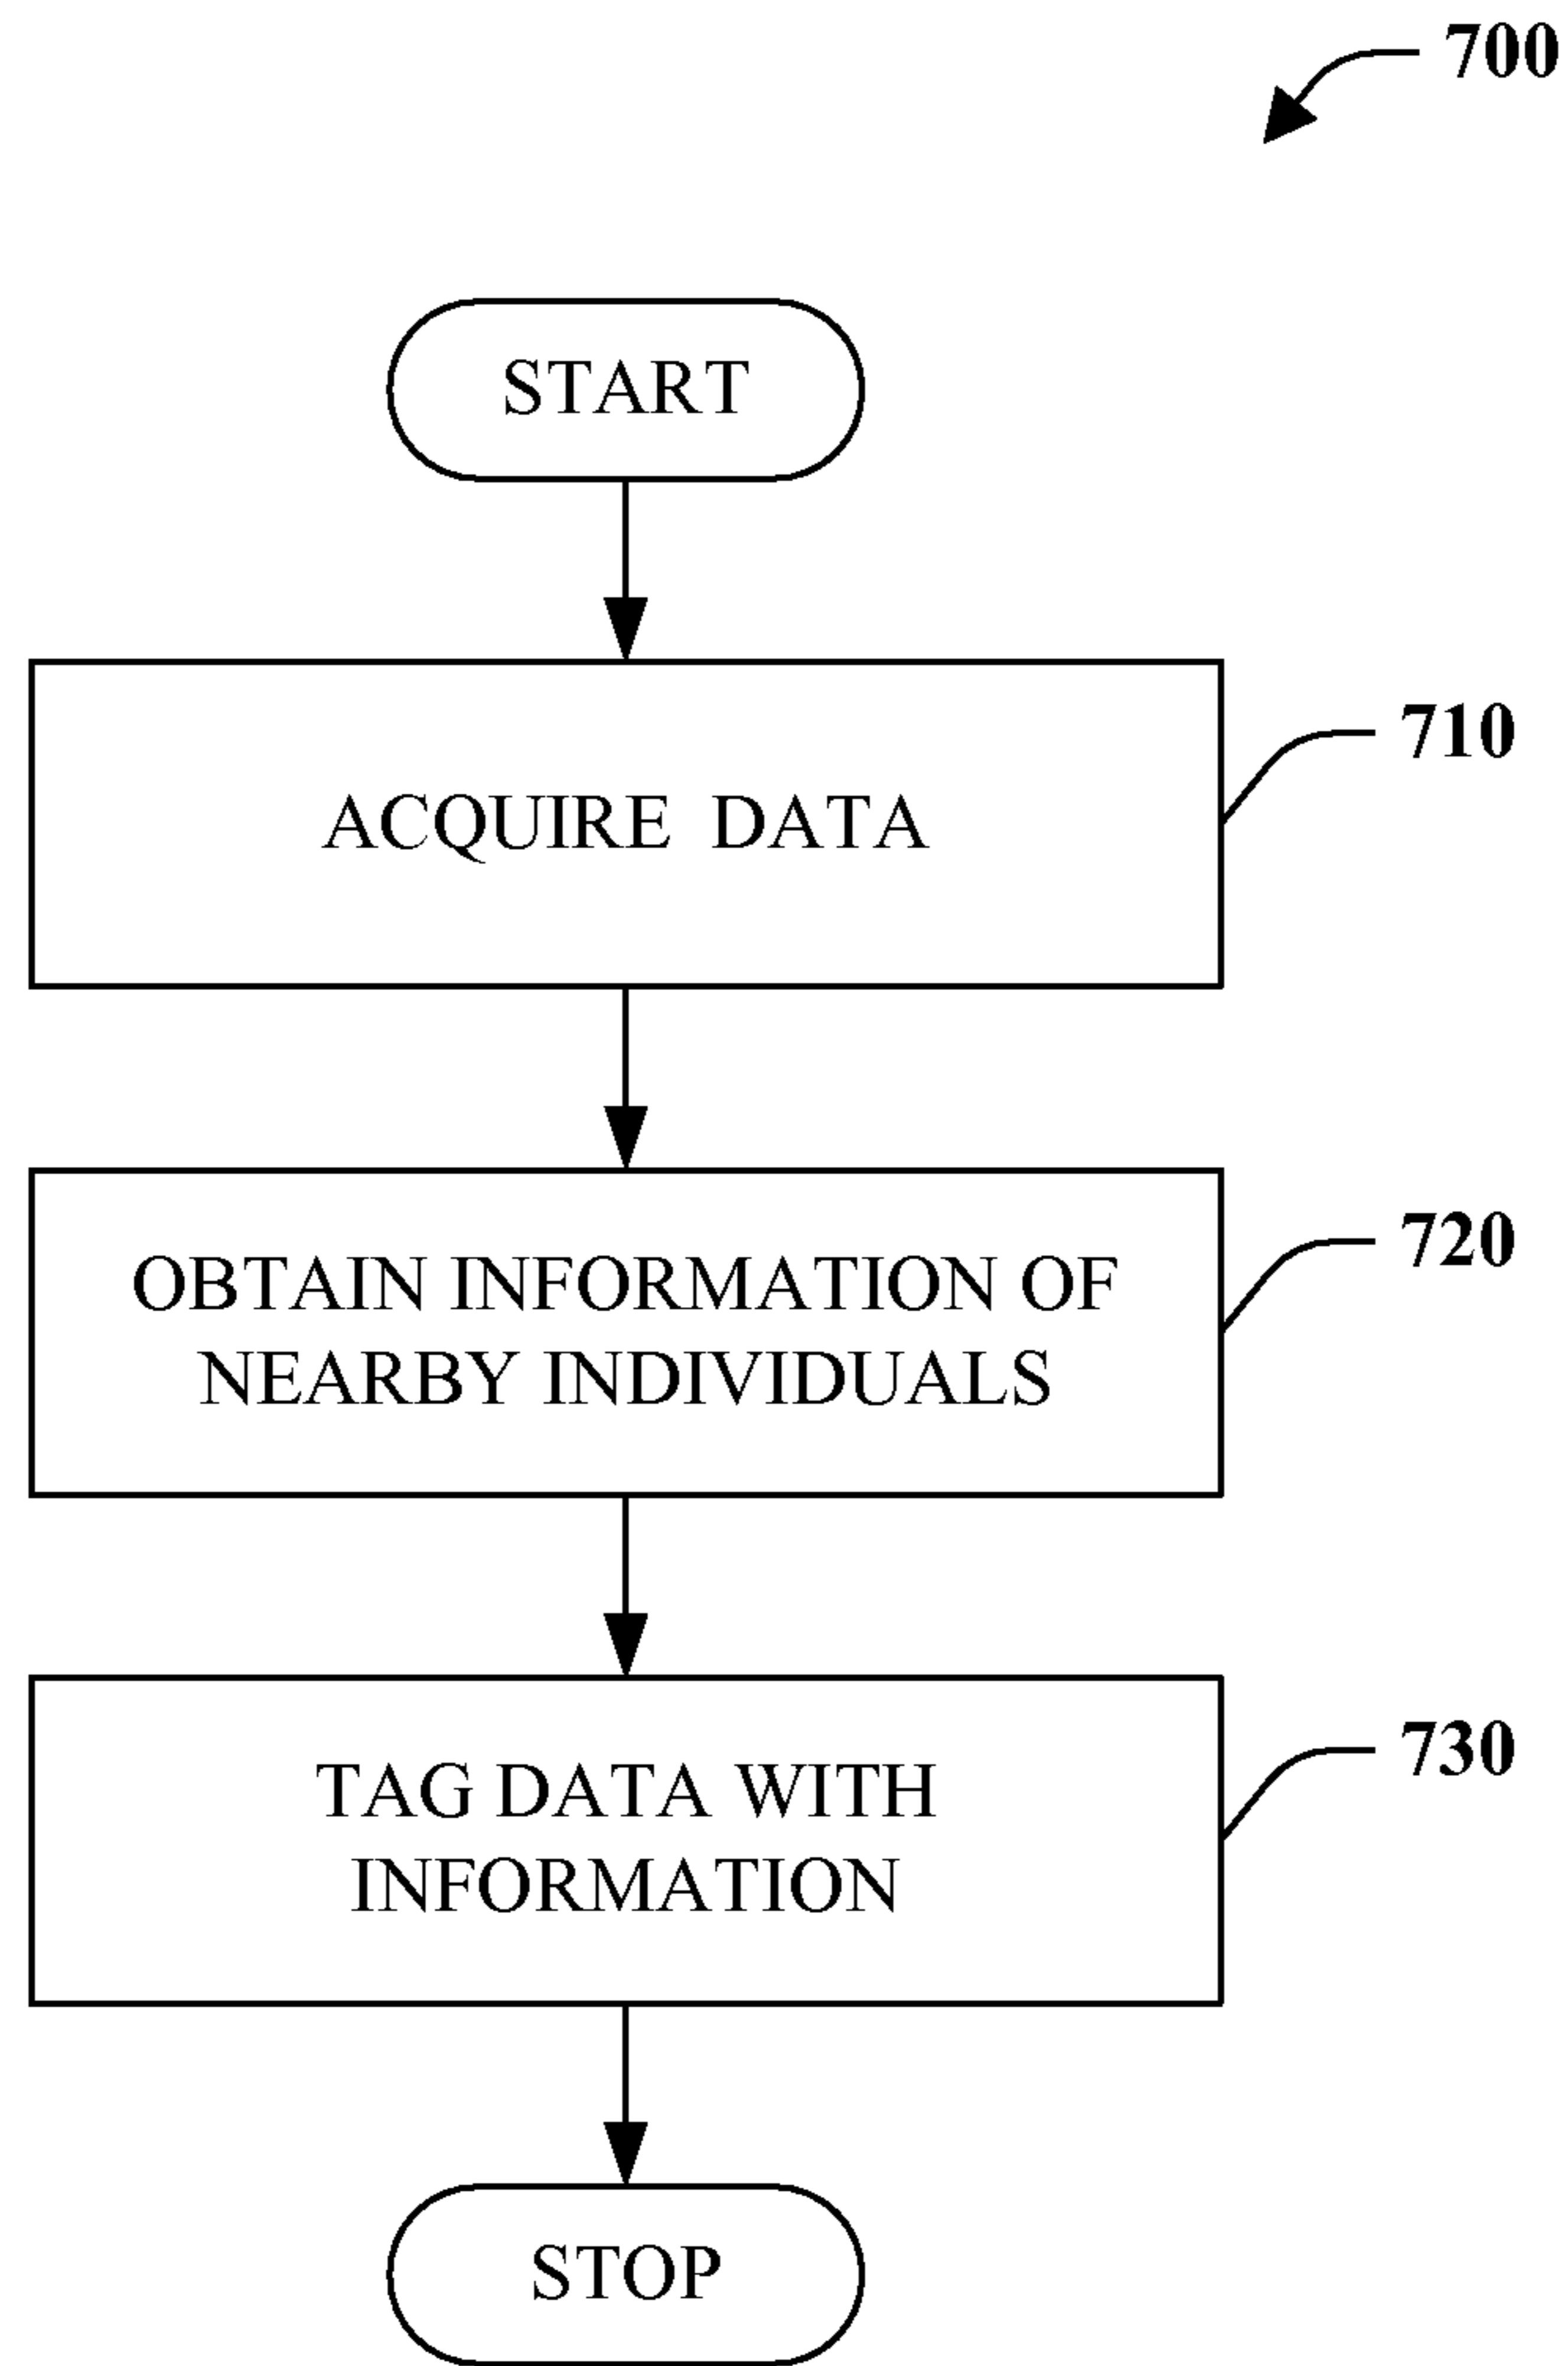 700
START
710
ACQUIRE DATA
720
OBTAIN INFORMATION OF
NEARBY INDIVIDUALS
730
TAG DATA WITH
INFORMATION
STOP